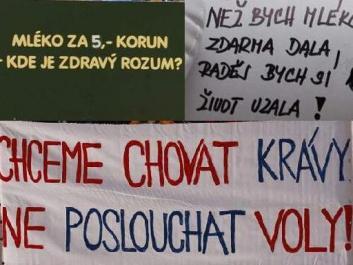 MLÉKO ZA 5,- KORUN
- KDE JE ZDRAVÝ ROZUM?
NEŽ BYCH MLÉKO
ZDARMA DALA,
RADĚJ BYCH SI
ŽIVOT VZALA!
CHCEME CHOVAT KRÁVY
NE POSLOUCHAT VOLY!